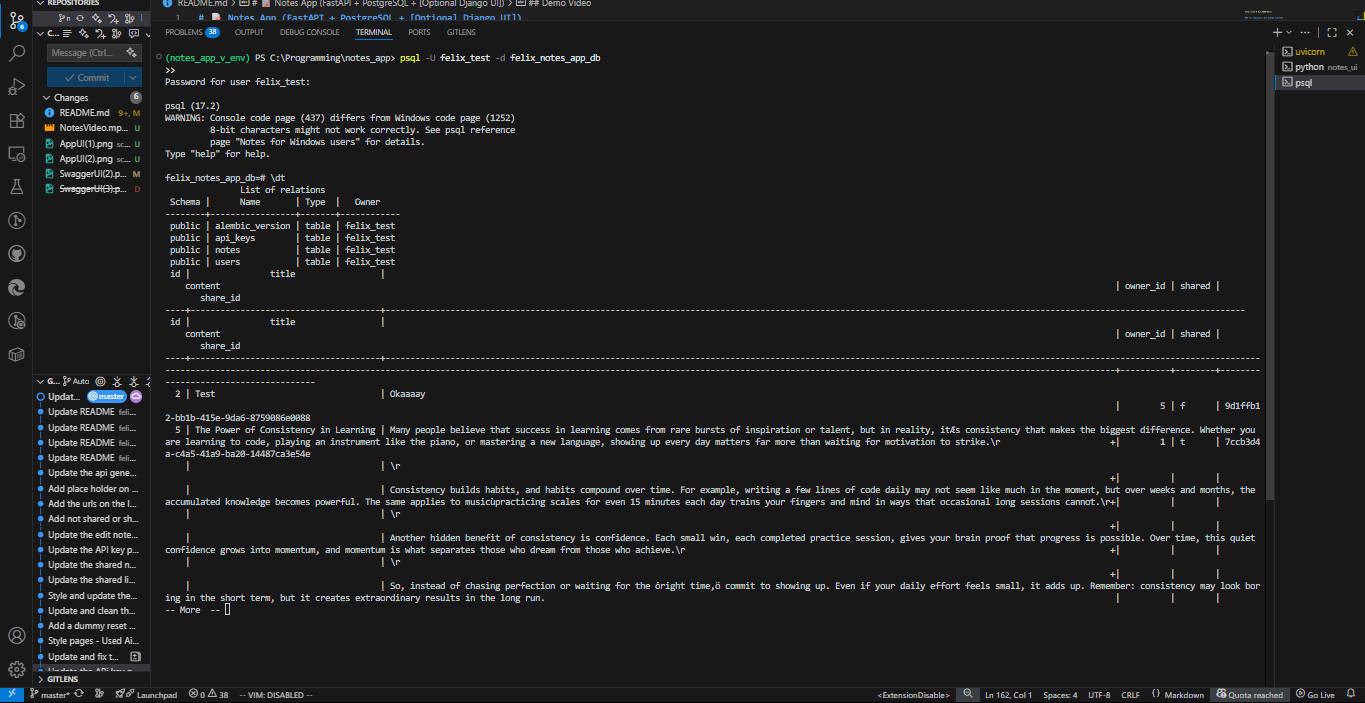 REPOSITORIES
README.md > # Notes App (FastAPI + PostgreSQL + [Optional Django UI]) > ## Demo Video
1 # Notes App (FastAPI + PostgreSQL + [Optional Django UI])
PROBLEMS 38 OUTPUT DEBUG CONSOLE TERMINAL PORTS GITLENS
6
C...
Message (Ctrl...
Commit
Changes 6
README.md 9+, M
NotesVideo.mp... U
AppUI(1).png sc... U
AppUI(2).png sc... U
SwaggerUI(2).p... M
SwaggerUI(3).p... D
G... Auto
Updat... master
Update README feli...
Update README feli...
Update README feli...
Update README feli...
Update the api gene...
Add place holder on ...
Add the urls on the l...
Add not shared or sh...
Update the edit note...
Update the API key p...
Update the shared n...
Update the shared li...
Style and update the...
Update and clean th...
Add a dummy reset ...
Style pages - Used Ai...
Update and fix t...
Update the API key p...
GITLENS
(notes_app_v_env) PS C:\Programming\notes_app> psql -U felix_test -d felix_notes_app_db
>>
Password for user felix_test:
psql (17.2)
WARNING: Console code page (437) differs from Windows code page (1252)
8-bit characters might not work correctly. See psql reference
page "Notes for Windows users" for details.
Type "help" for help.
felix_notes_app_db=# \dt
List of relations
Schema | Name | Type | Owner
--------+-----------------+-------+------------
public | alembic_version | table | felix_test
public | api_keys | table | felix_test
public | notes | table | felix_test
public | users | table | felix_test
id | title |
content | owner_id | shared |
share_id
id | title |
content | owner_id | shared |
share_id
2 | Test | Okaaaay
| 5 | f | 9d1ffb1
2-bb1b-415e-9da6-8759086e0088
5 | The Power of Consistency in Learning | Many people believe that success in learning comes from rare bursts of inspiration or talent, but in reality, itÆs consistency that makes the biggest difference. Whether you
are learning to code, playing an instrument like the piano, or mastering a new language, showing up every day matters far more than waiting for motivation to strike.\r +| 1 | t | 7ccb3d4
a-c4a5-41a9-ba20-14487ca3e54e
| | \r
+| | |
| | Consistency builds habits, and habits compound over time. For example, writing a few lines of code daily may not seem like much in the moment, but over weeks and months, the
accumulated knowledge becomes powerful. The same applies to musicùpracticing scales for even 15 minutes each day trains your fingers and mind in ways that occasional long sessions cannot.\r+| | |
| | \r
+| | |
| | Another hidden benefit of consistency is confidence. Each small win, each completed practice session, gives your brain proof that progress is possible. Over time, this quiet
confidence grows into momentum, and momentum is what separates those who dream from those who achieve.\r +| | |
| | \r
+| | |
| | So, instead of chasing perfection or waiting for the ôright time,ö commit to showing up. Even if your daily effort feels small, it adds up. Remember: consistency may look bor
ing in the short term, but it creates extraordinary results in the long run. | | |
-- More --
uvicorn
python notes_ui
psql
master* Launchpad 0 38 -- VIM: DISABLED -- <ExtensionDisable> Ln 162, Col 1 Spaces: 4 UTF-8 CRLF {} Markdown Quota reached Go Live